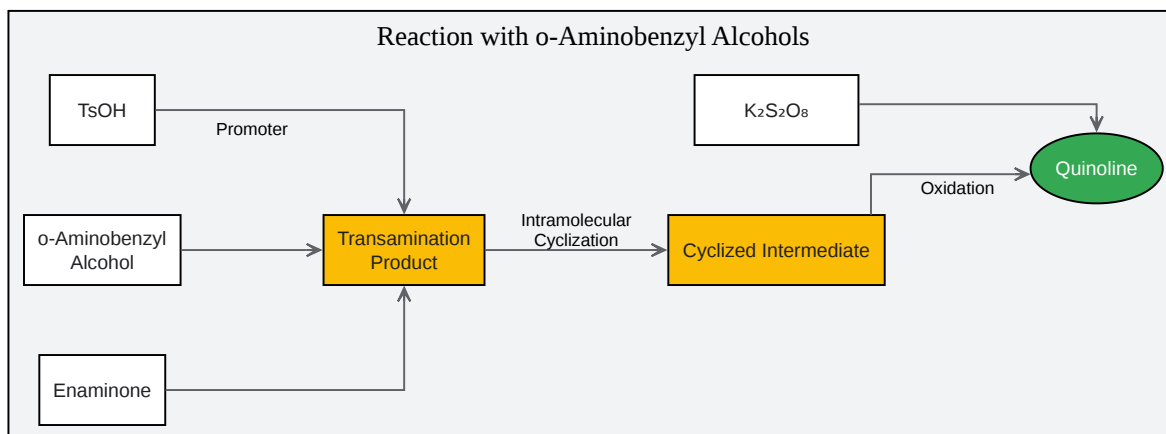 Reaction with o-Aminobenzyl Alcohols
TsOH
Promoter
K₂S₂O₈
Quinoline
Oxidation
o-Aminobenzyl
Alcohol
Transamination
Product
Intramolecular
Cyclization
Cyclized Intermediate
Enaminone